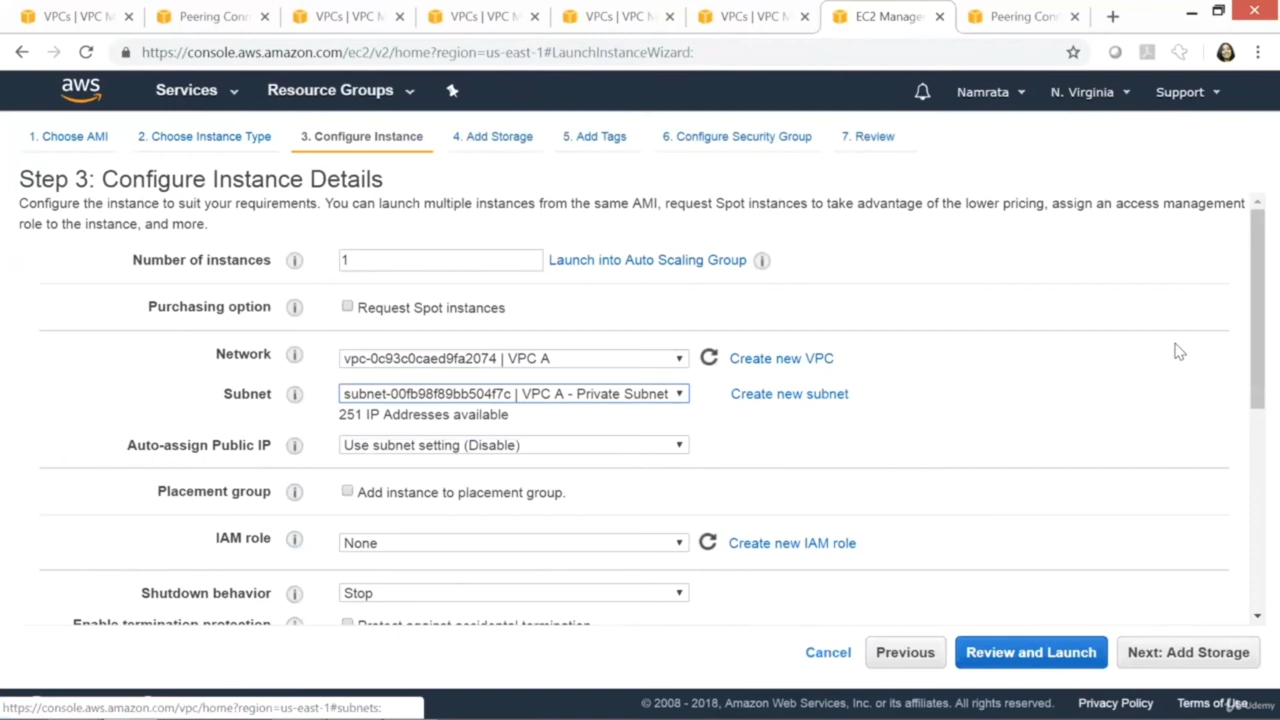 VPCs | VPC M
Peering Conn
VPCs | VPC M
VPCs | VPC M
VPCs | VPC M
VPCs | VPC M
EC2 Manage
Peering Conn
https://console.aws.amazon.com/ec2/v2/home?region=us-east-1#LaunchInstanceWizard:
aws Services Resource Groups Namrata N. Virginia Support
1. Choose AMI 2. Choose Instance Type 3. Configure Instance 4. Add Storage 5. Add Tags 6. Configure Security Group 7. Review
Step 3: Configure Instance Details
Configure the instance to suit your requirements. You can launch multiple instances from the same AMI, request Spot instances to take advantage of the lower pricing, assign an access management
role to the instance, and more.
Number of instances 1 Launch into Auto Scaling Group
Purchasing option Request Spot instances
Network vpc-0c93c0caed9fa2074 | VPC A Create new VPC
Subnet subnet-00fb98f89bb504f7c | VPC A - Private Subnet Create new subnet
251 IP Addresses available
Auto-assign Public IP Use subnet setting (Disable)
Placement group Add instance to placement group.
IAM role None Create new IAM role
Shutdown behavior Stop
Enable termination protection Protect against accidental termination
Cancel Previous Review and Launch Next: Add Storage
https://console.aws.amazon.com/vpc/home?region=us-east-1#subnets:
© 2008 - 2018, Amazon Web Services, Inc. or its affiliates. All rights reserved. Privacy Policy Terms of Use
Udemy